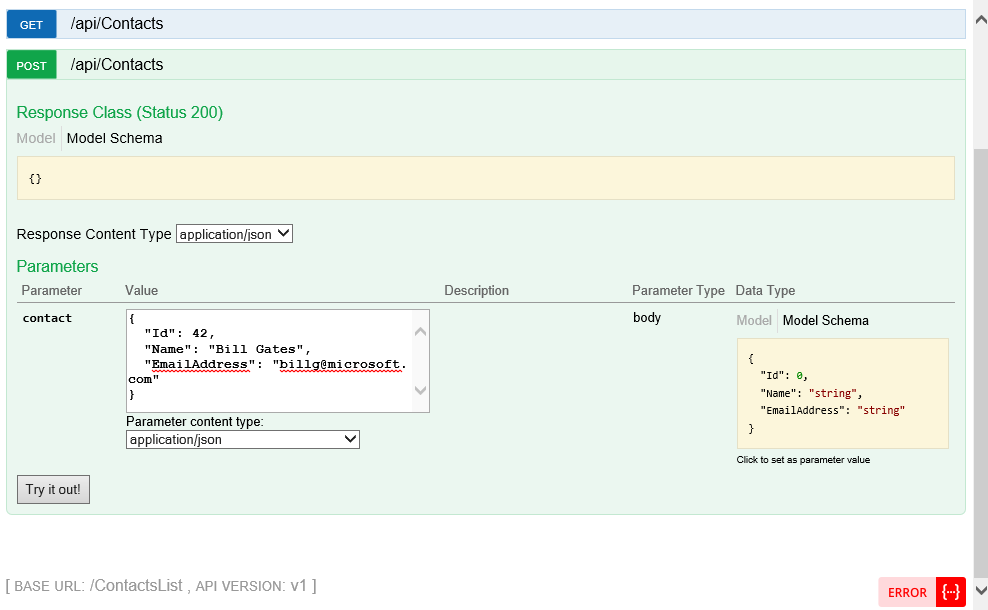 GET /api/Contacts
POST /api/Contacts
Response Class (Status 200)
Model Model Schema
{}
Response Content Type application/json
Parameters
Parameter Value Description Parameter Type Data Type
contact
{
"Id": 42,
"Name": "Bill Gates",
"EmailAddress": "billg@microsoft.
com"
}
Parameter content type:
application/json
body
Model Model Schema
{
"Id": 0,
"Name": "string",
"EmailAddress": "string"
}
Click to set as parameter value
Try it out!
[ BASE URL: /ContactsList , API VERSION: v1 ]
ERROR {...}